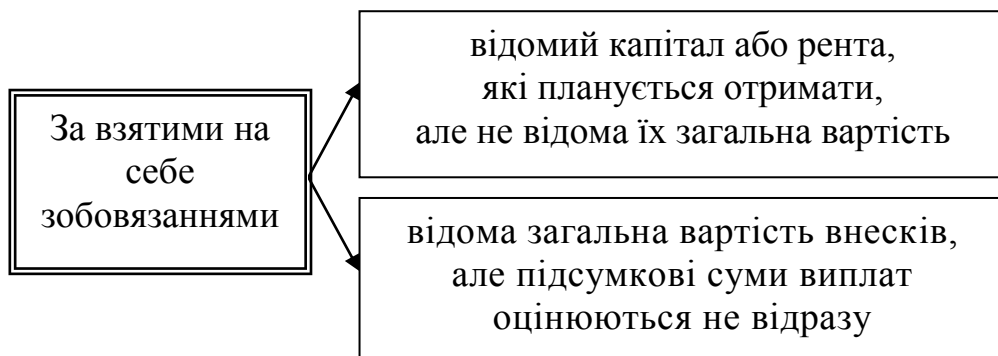 За взятими на
себе
зобовязаннями
відомий капітал або рента,
які планується отримати,
але не відома їх загальна вартість
відома загальна вартість внесків,
але підсумкові суми виплат
оцінюються не відразу